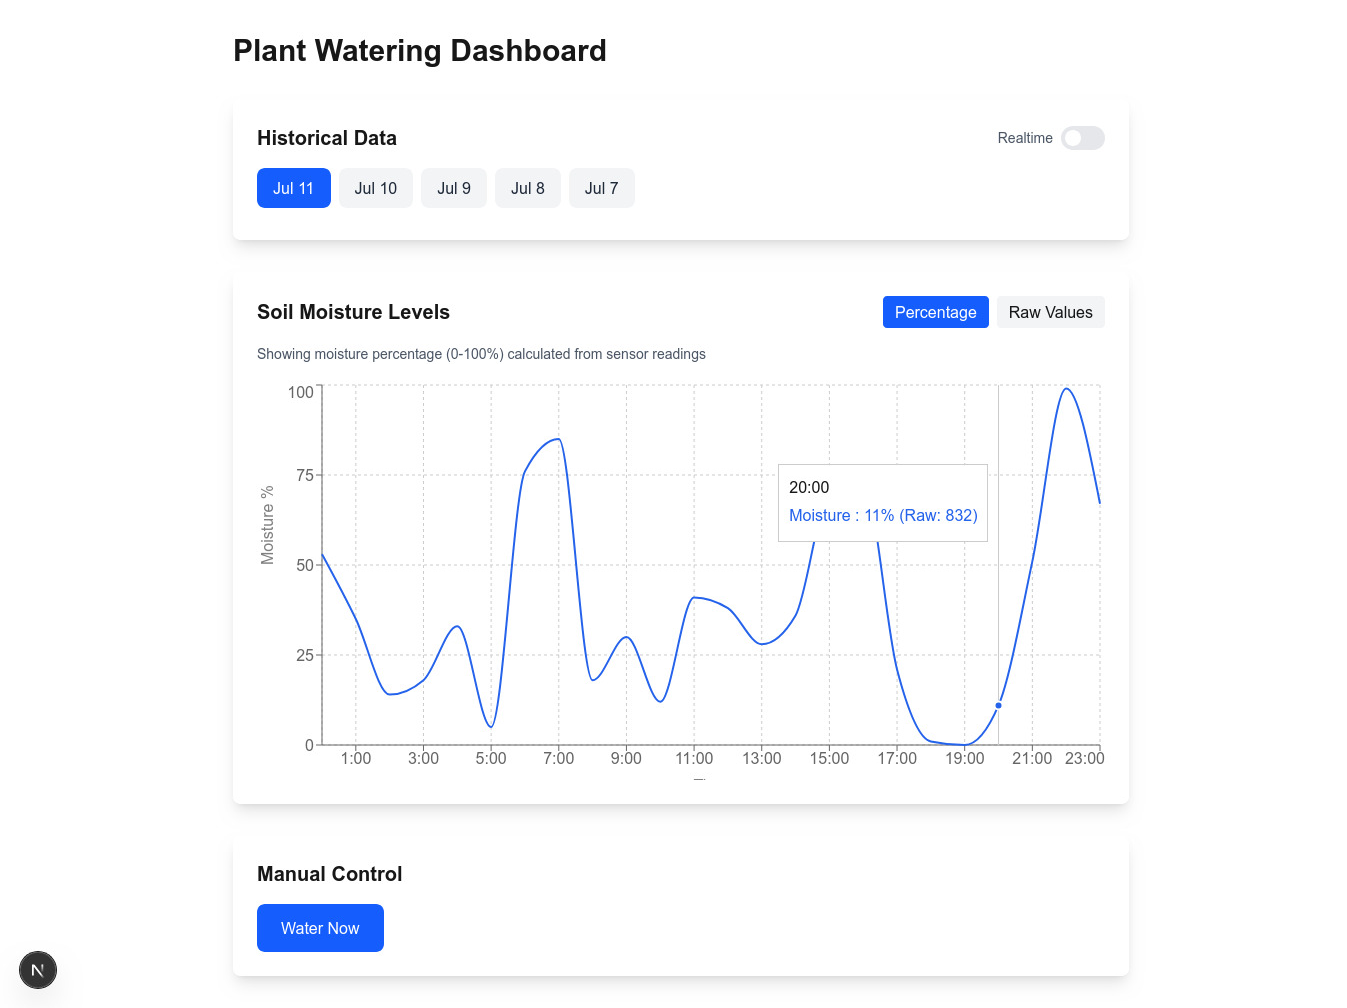 Plant Watering Dashboard
Historical Data
Realtime
Jul 11 Jul 10 Jul 9 Jul 8 Jul 7
Soil Moisture Levels
Percentage Raw Values
Showing moisture percentage (0-100%) calculated from sensor readings
100
75
50
25
0
Moisture %
20:00
Moisture : 11% (Raw: 832)
1:00 3:00 5:00 7:00 9:00 11:00 13:00 15:00 17:00 19:00 21:00 23:00
Manual Control
Water Now
N